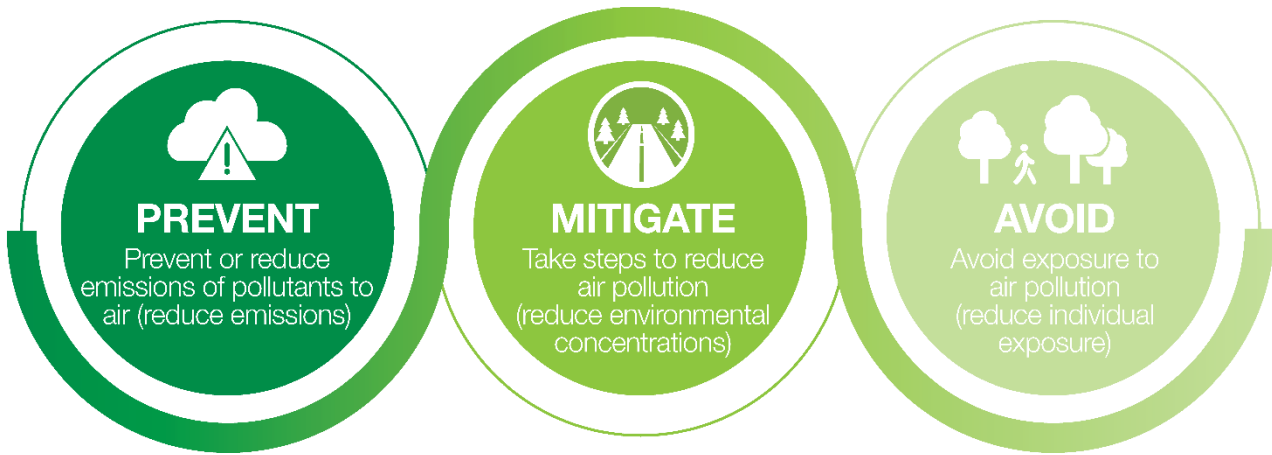 PREVENT
Prevent or reduce
emissions of pollutants to
air (reduce emissions)
MITIGATE
Take steps to reduce
air pollution
(reduce environmental
concentrations)
AVOID
Avoid exposure to
air pollution
(reduce individual
exposure)